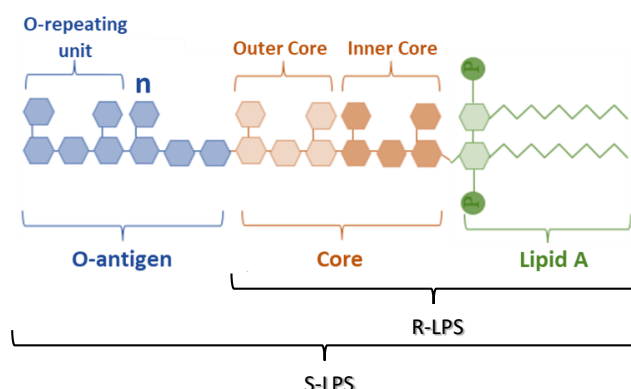 O-repeating
unit
n
Outer Core
Inner Core
P
P
O-antigen
Core
Lipid A
R-LPS
S-LPS